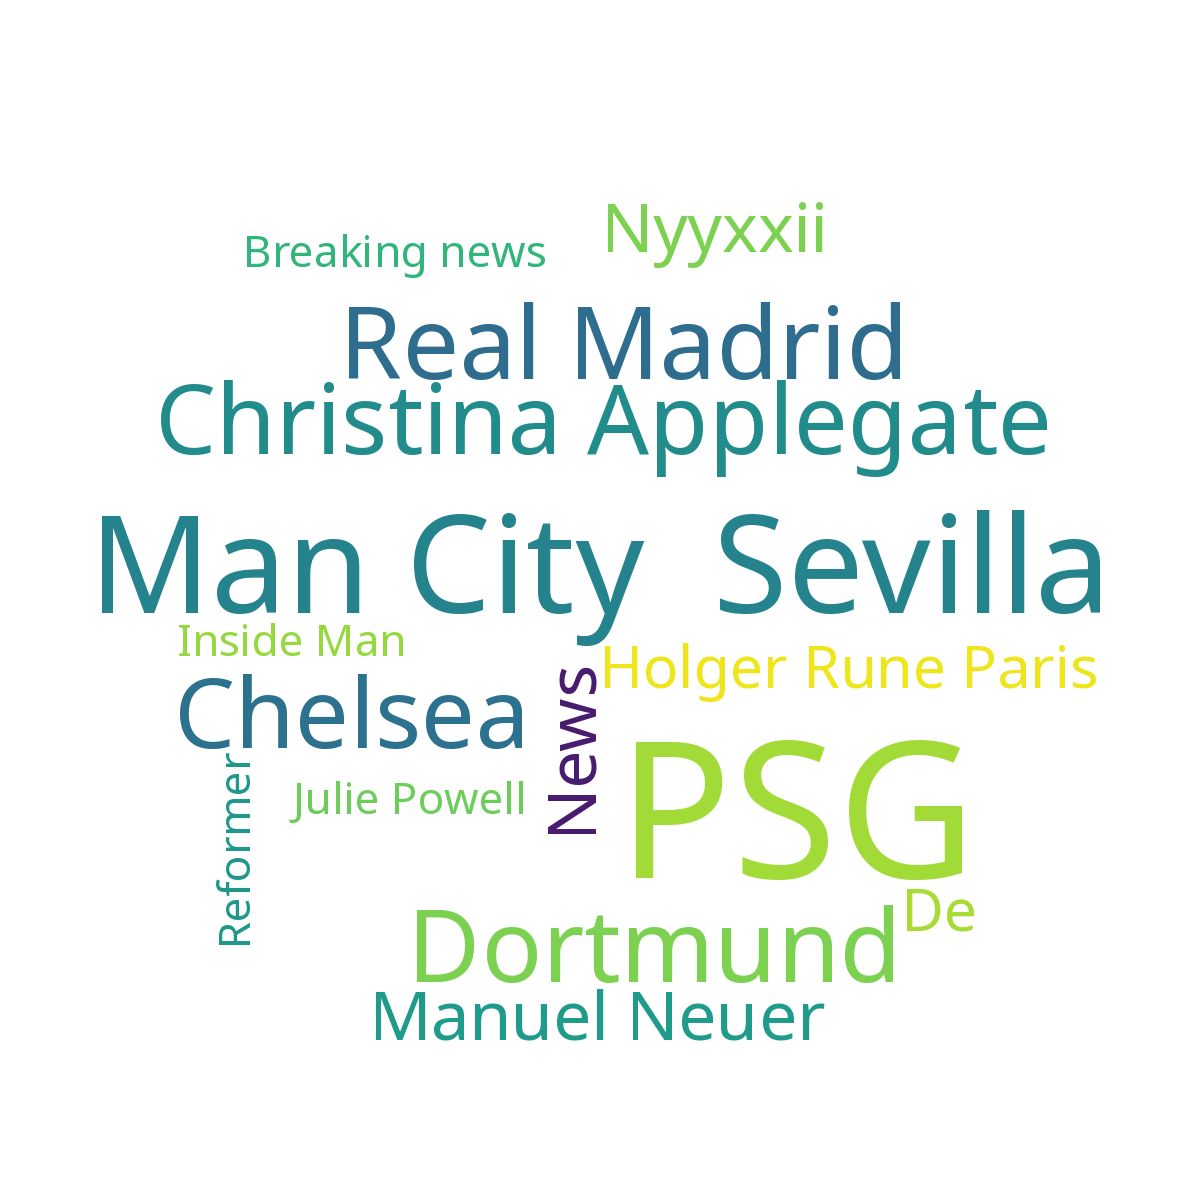 Nyyxxii
Breaking news
Real Madrid
Christina Applegate
Man City
Sevilla
Inside Man
Holger Rune Paris
Chelsea
News
PSG
Reformer
Julie Powell
De
Dortmund
Manuel Neuer